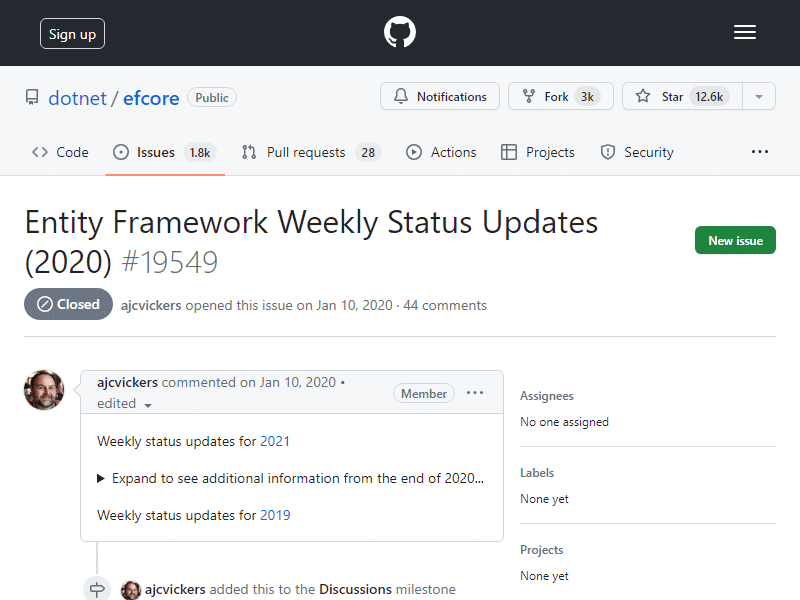 Sign up
dotnet / efcore Public
Notifications
Fork 3k
Star 12.6k
Code
Issues 1.8k
Pull requests 28
Actions
Projects
Security
Entity Framework Weekly Status Updates
(2020) #19549
New issue
Closed
ajcvickers opened this issue on Jan 10, 2020 · 44 comments
ajcvickers commented on Jan 10, 2020 •
edited
Member
Weekly status updates for 2021
Expand to see additional information from the end of 2020...
Weekly status updates for 2019
Assignees
No one assigned
Labels
None yet
Projects
None yet
ajcvickers added this to the Discussions milestone